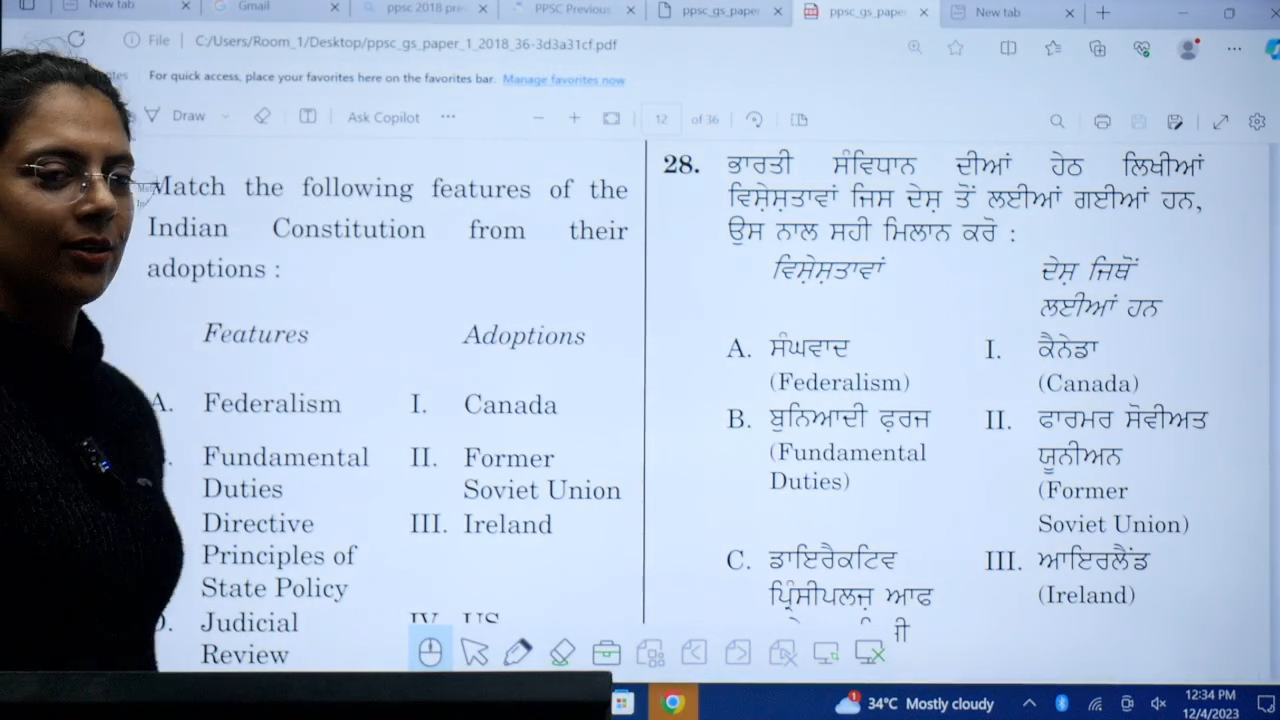 New tab
Gmail
ppsc 2018 pre
PPSC Previous
ppsc_gs_paper
ppsc_gs_paper
New tab
File
C:/Users/Room_1/Desktop/ppsc_gs_paper_1_2018_36-3d3a31cf.pdf
For quick access, place your favorites here on the favorites bar. Manage favorites now
Draw
Ask Copilot
12 of 36
Match the following features of the
Indian Constitution from their
adoptions :
Features Adoptions
A. Federalism I. Canada
Fundamental II. Former
Duties Soviet Union
Directive III. Ireland
Principles of
State Policy
Judicial IV US
Review
28. ਭਾਰਤੀ ਸੰਵਿਧਾਨ ਦੀਆਂ ਹੇਠ ਲਿਖੀਆਂ
ਵਿਸ਼ੇਸ਼ਤਾਵਾਂ ਜਿਸ ਦੇਸ਼ ਤੋਂ ਲਈਆਂ ਗਈਆਂ ਹਨ,
ਉਸ ਨਾਲ ਸਹੀ ਮਿਲਾਨ ਕਰੋ :
ਵਿਸ਼ੇਸ਼ਤਾਵਾਂ ਦੇਸ਼ ਜਿਥੋਂ
ਲਈਆਂ ਹਨ
A. ਸੰਘਵਾਦ I. ਕੈਨੇਡਾ
(Federalism) (Canada)
B. ਬੁਨਿਆਦੀ ਫ਼ਰਜ II. ਫਾਰਮਰ ਸੋਵੀਅਤ
(Fundamental ਯੂਨੀਅਨ
Duties) (Former
Soviet Union)
C. ਡਾਇਰੈਕਟਿਵ III. ਆਇਰਲੈਂਡ
ਪ੍ਰਿੰਸੀਪਲਜ਼ ਆਫ (Ireland)
34°C Mostly cloudy
12:34 PM
12/4/2023